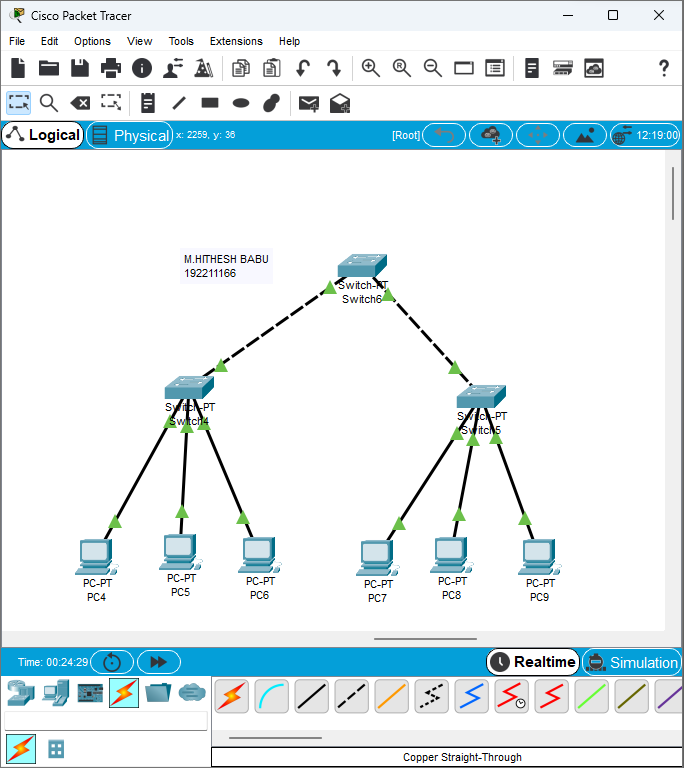 Cisco Packet Tracer
File Edit Options View Tools Extensions Help
Logical Physical x: 2259, y: 36 [Root] 12:19:00
M.HITHESH BABU
192211166
Switch-PT
Switch6
Switch-PT
Switch4
Switch-PT
Switch5
PC-PT
PC4
PC-PT
PC5
PC-PT
PC6
PC-PT
PC7
PC-PT
PC8
PC-PT
PC9
Time: 00:24:29 Realtime Simulation
Copper Straight-Through